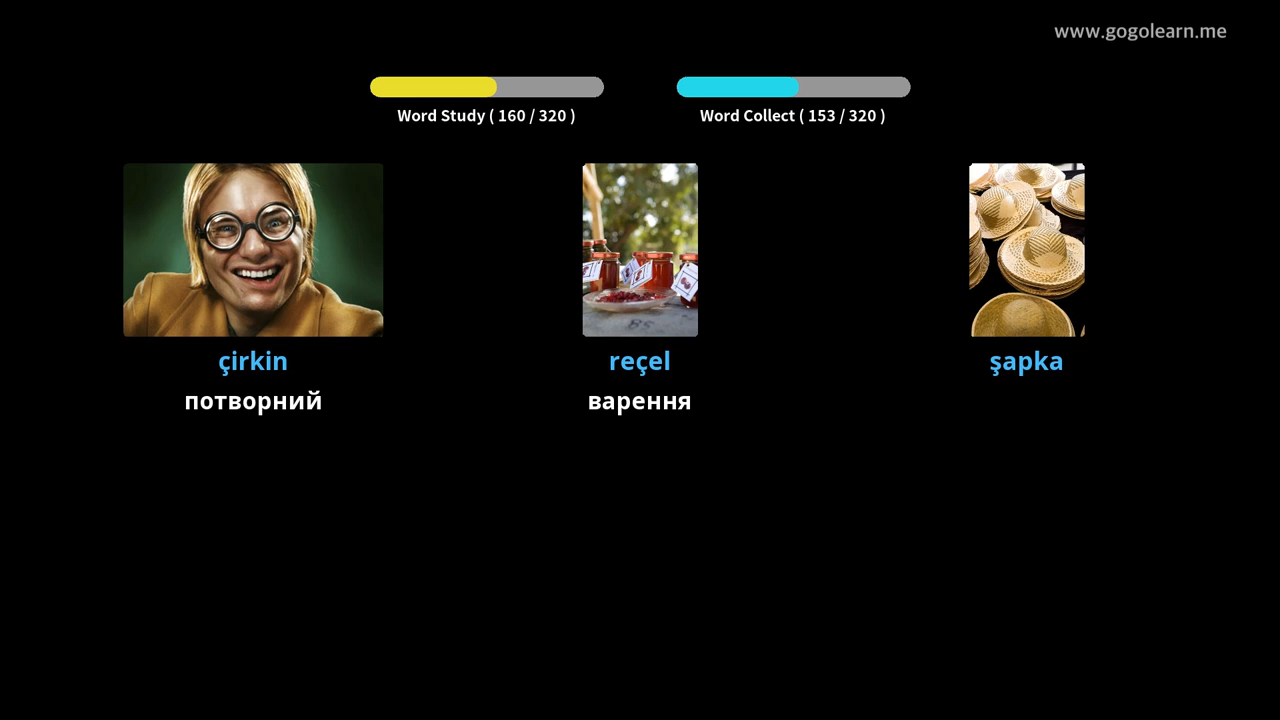 www.gogolearn.me
Word Study ( 160 / 320 )
Word Collect ( 153 / 320 )
çirkin
reçel
şapka
потворний
варення